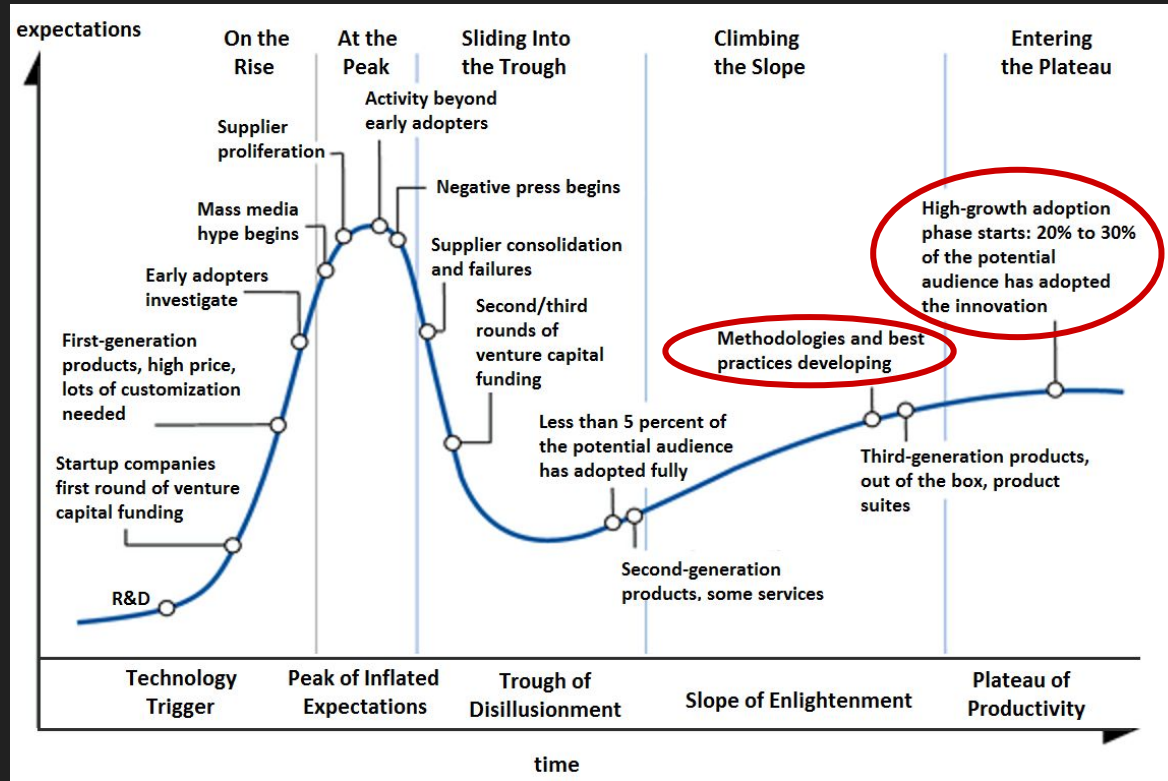 expectations
On the
Rise
At the
Peak
Sliding Into
the Trough
Climbing
the Slope
Entering
the Plateau
Activity beyond
early adopters
Supplier
proliferation
Negative press begins
Mass media
hype begins
Supplier consolidation
and failures
Early adopters
investigate
Second/third
rounds of
venture capital
funding
First-generation
products, high price,
lots of customization
needed
Startup companies
first round of venture
capital funding
R&D
Less than 5 percent of
the potential audience
has adopted fully
Second-generation
products, some services
Methodologies and best
practices developing
High-growth adoption
phase starts: 20% to 30%
of the potential
audience has adopted
the innovation
Third-generation products,
out of the box, product
suites
Technology
Trigger
Peak of Inflated
Expectations
Trough of
Disillusionment
Slope of Enlightenment
Plateau of
Productivity
time